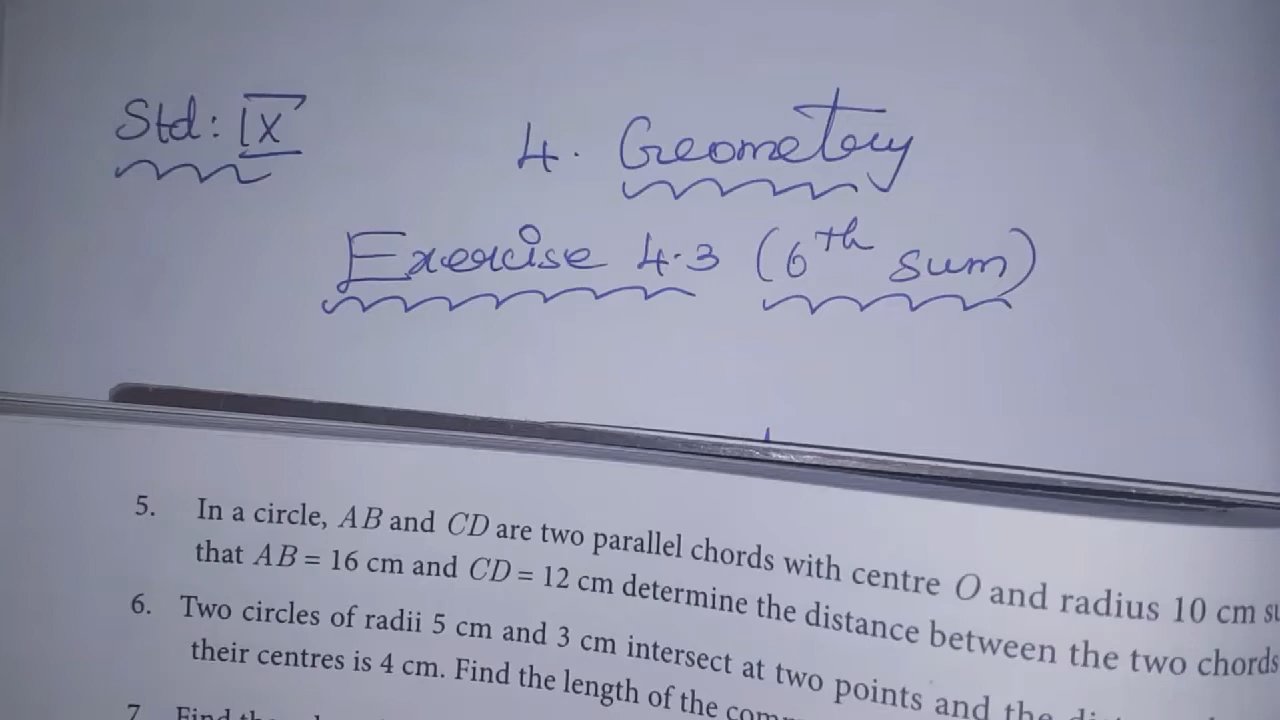 Std: IX
4. Geometry
Exercise 4.3 (6th sum)
5. In a circle, AB and CD are two parallel chords with centre O and radius 10 cm
that AB = 16 cm and CD = 12 cm determine the distance between the two chords
6. Two circles of radii 5 cm and 3 cm intersect at two points and the
their centres is 4 cm. Find the length of the
7 Find